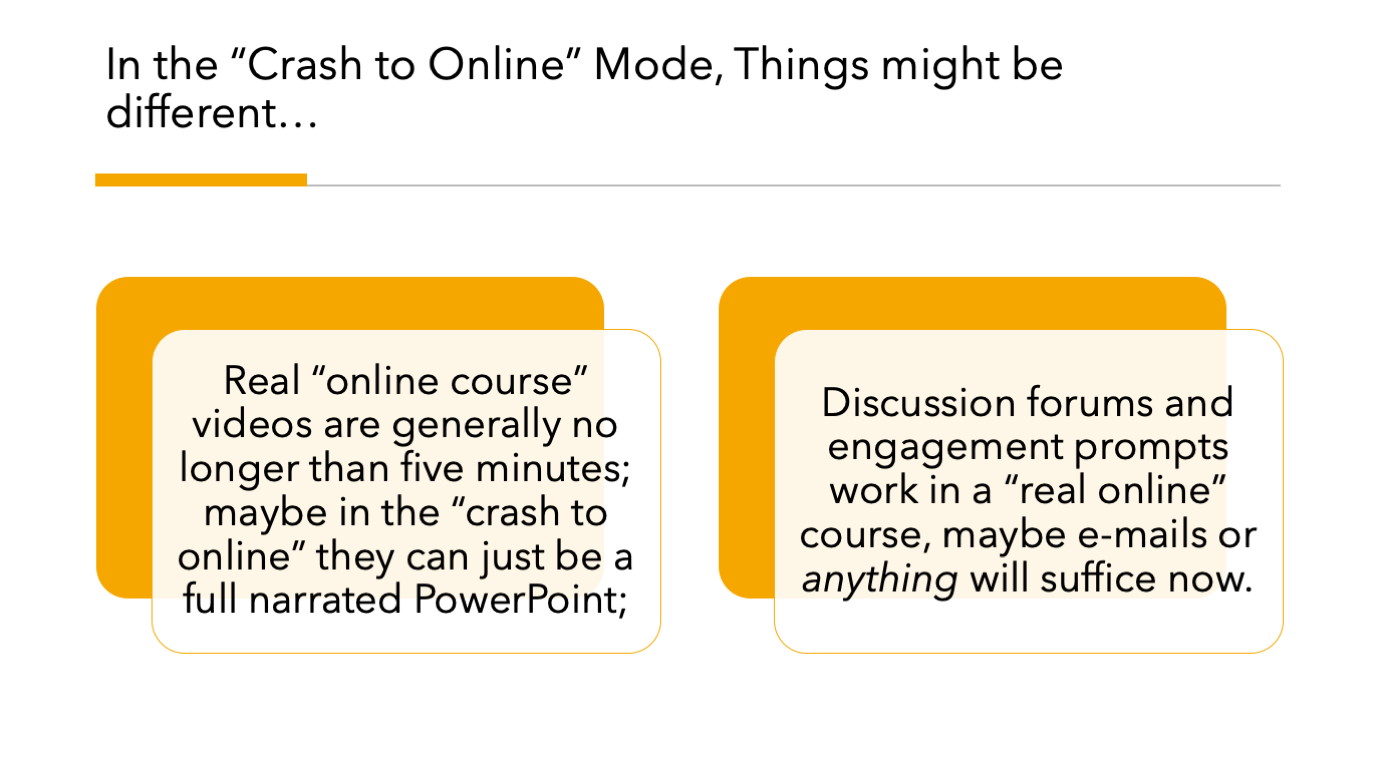 In the “Crash to Online” Mode, Things might be
different…
Real “online course”
videos are generally no
longer than five minutes;
maybe in the “crash to
online” they can just be a
full narrated PowerPoint;
Discussion forums and
engagement prompts
work in a “real online”
course, maybe e-mails or
anything will suffice now.